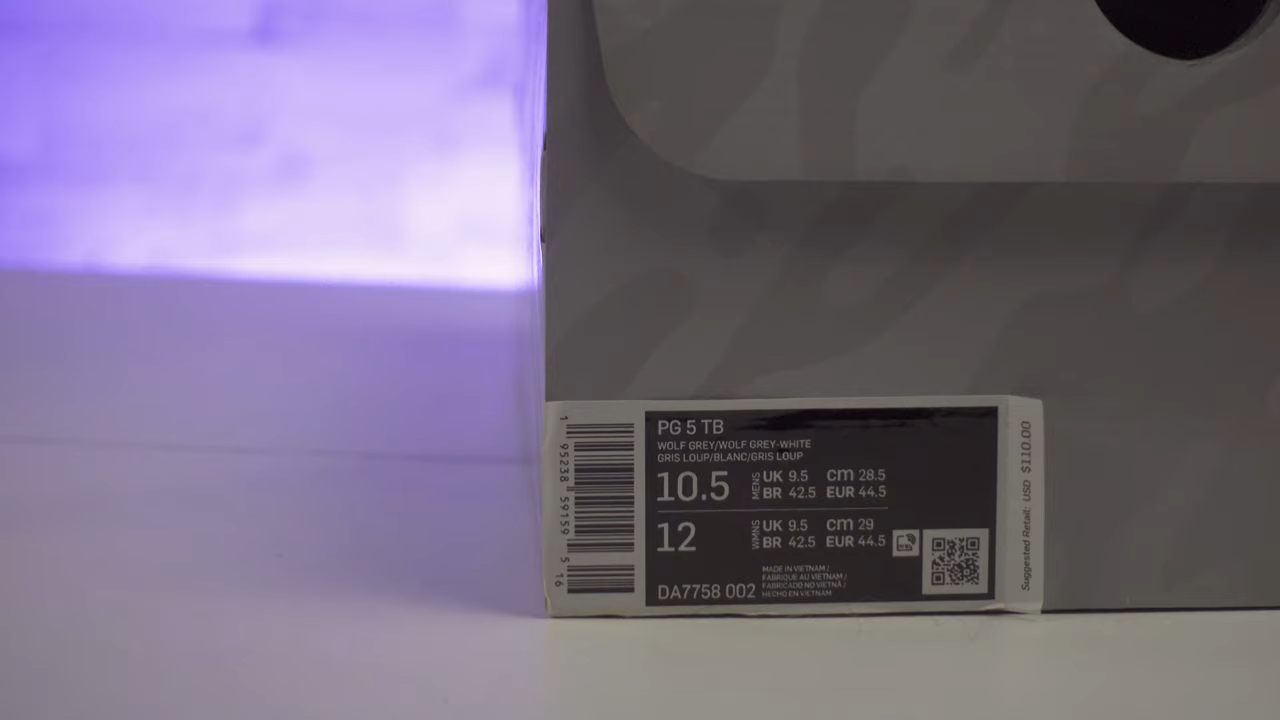 1 95238 59159 5 16
PG 5 TB
WOLF GREY/WOLF GREY-WHITE
GRIS LOUP/BLANC/GRIS LOUP
10.5 MENS UK 9.5 cm 28.5
BR 42.5 EUR 44.5
12 WMNS UK 9.5 cm 29
BR 42.5 EUR 44.5
DA7758 002
MADE IN VIETNAM /
FABRIQUE AU VIETNAM /
FABRICADO NO VIETNÃ /
HECHO EN VIETNAM
Suggested Retail: USD $110.00